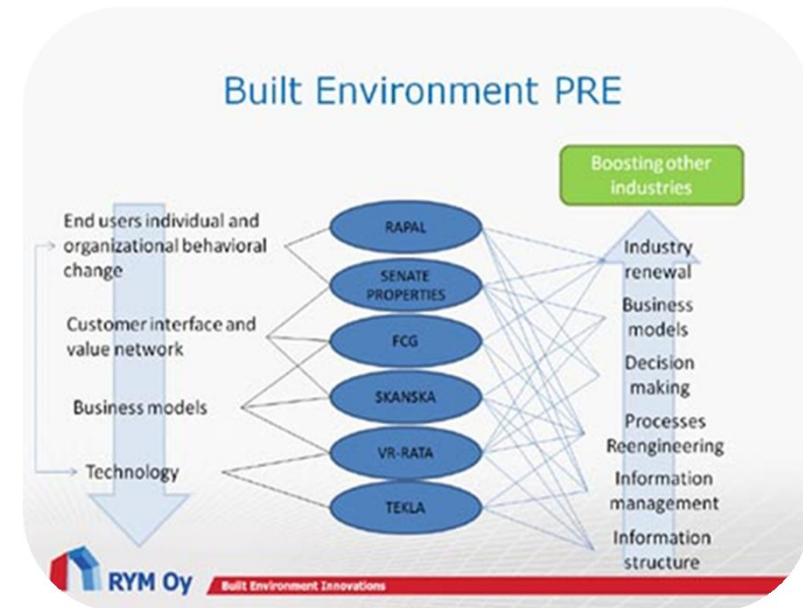 Built Environment PRE
Boosting other
industries
End users individual and
organizational behavioral
change
Customer interface and
value network
Business models
Technology
RAPAL
SENATE
PROPERTIES
FCG
SKANSKA
VR-RATA
TEKLA
Industry
renewal
Business
models
Decision
making
Processes
Reengineering
Information
management
Information
structure
RYM Oy
Built Environment Innovations